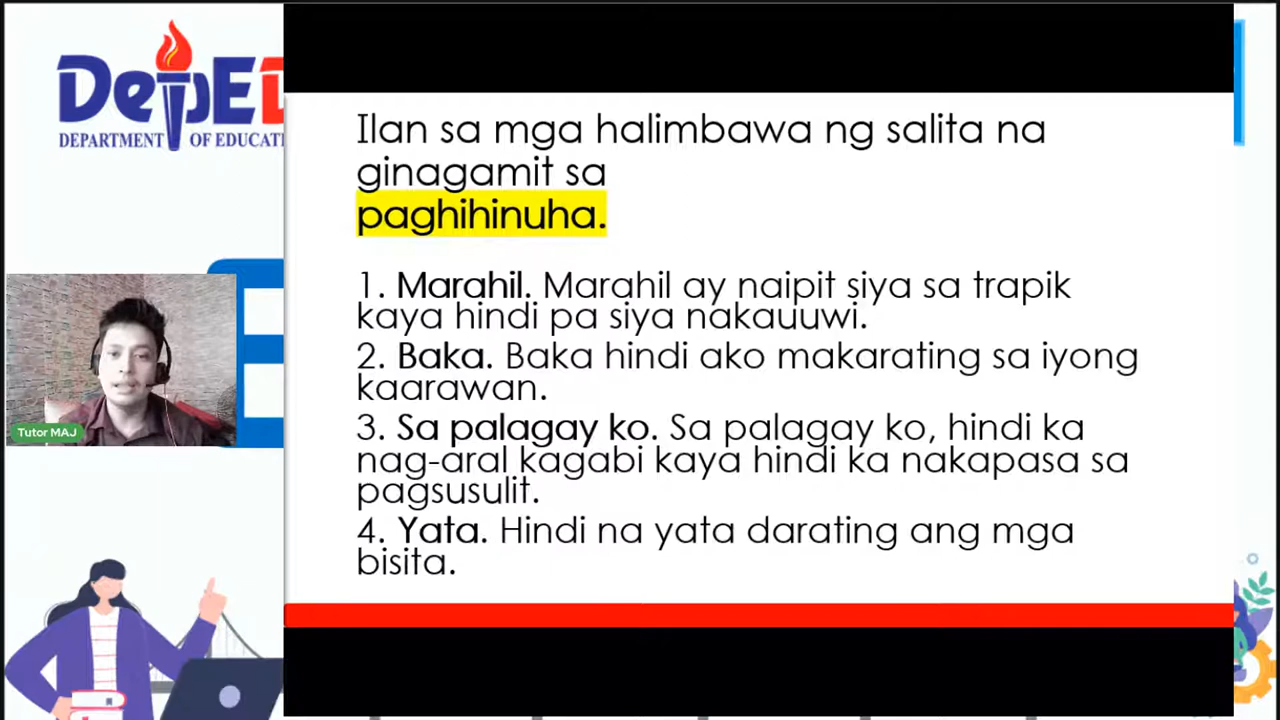 DepED
DEPARTMENT OF EDUCATI
Ilan sa mga halimbawa ng salita na
ginagamit sa
paghihinuha.
1. Marahil. Marahil ay naipit siya sa trapik
kaya hindi pa siya nakauuwi.
2. Baka. Baka hindi ako makarating sa iyong
kaarawan.
3. Sa palagay ko. Sa palagay ko, hindi ka
nag-aral kagabi kaya hindi ka nakapasa sa
pagsusulit.
4. Yata. Hindi na yata darating ang mga
bisita.
Tutor MAJ